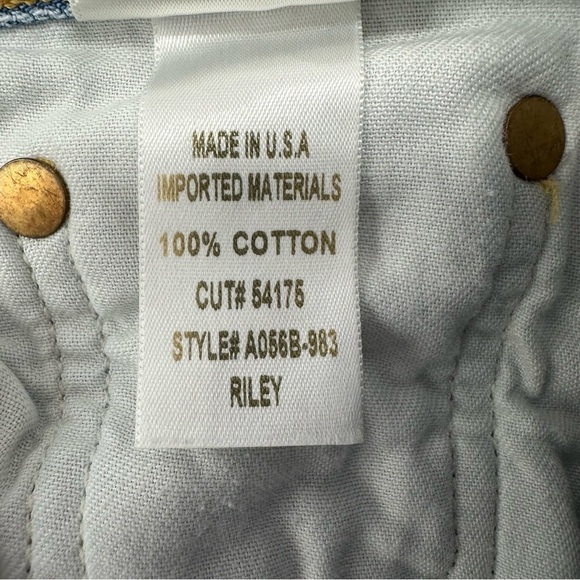 MADE IN U.S.A
IMPORTED MATERIALS
100% COTTON
CUT# 54175
STYLE# A056B-983
RILEY